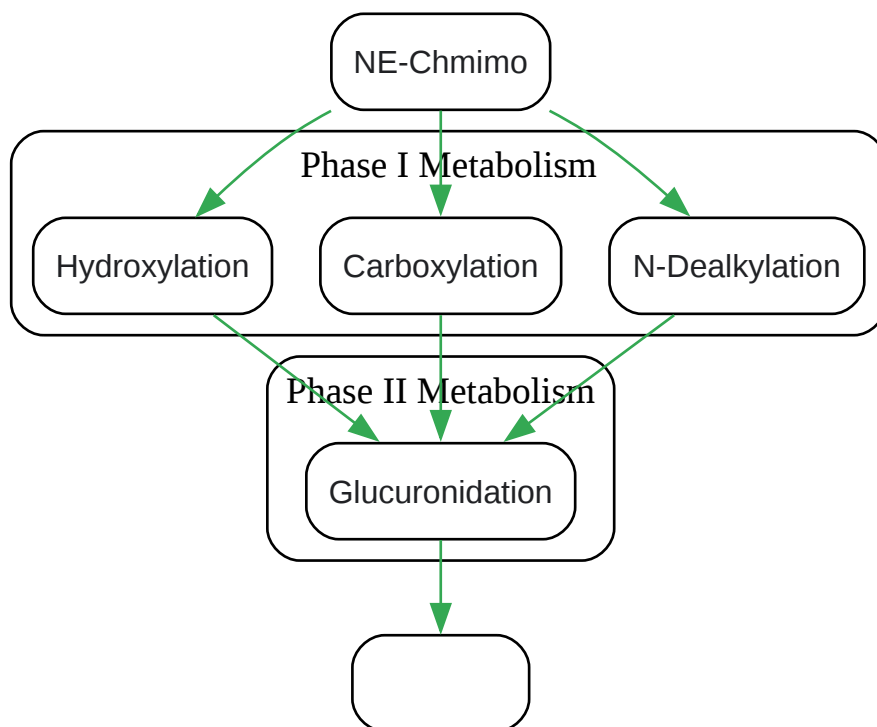 NE-Chmimo
Phase I Metabolism
Hydroxylation
Carboxylation
N-Dealkylation
Phase II Metabolism
Glucuronidation